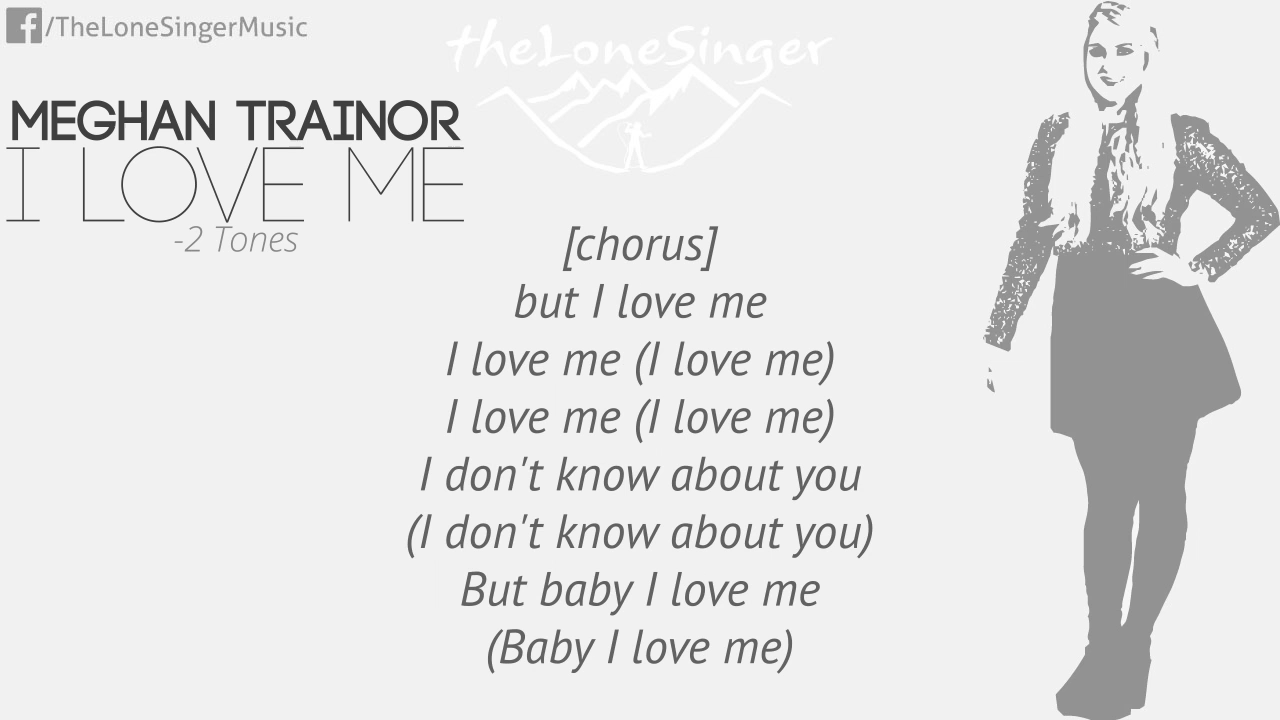 /TheLoneSingerMusic
theLoneSinger
MEGHAN TRAINOR
I LOVE ME
-2 Tones
[chorus]
but I love me
I love me (I love me)
I love me (I love me)
I don't know about you
(I don't know about you)
But baby I love me
(Baby I love me)